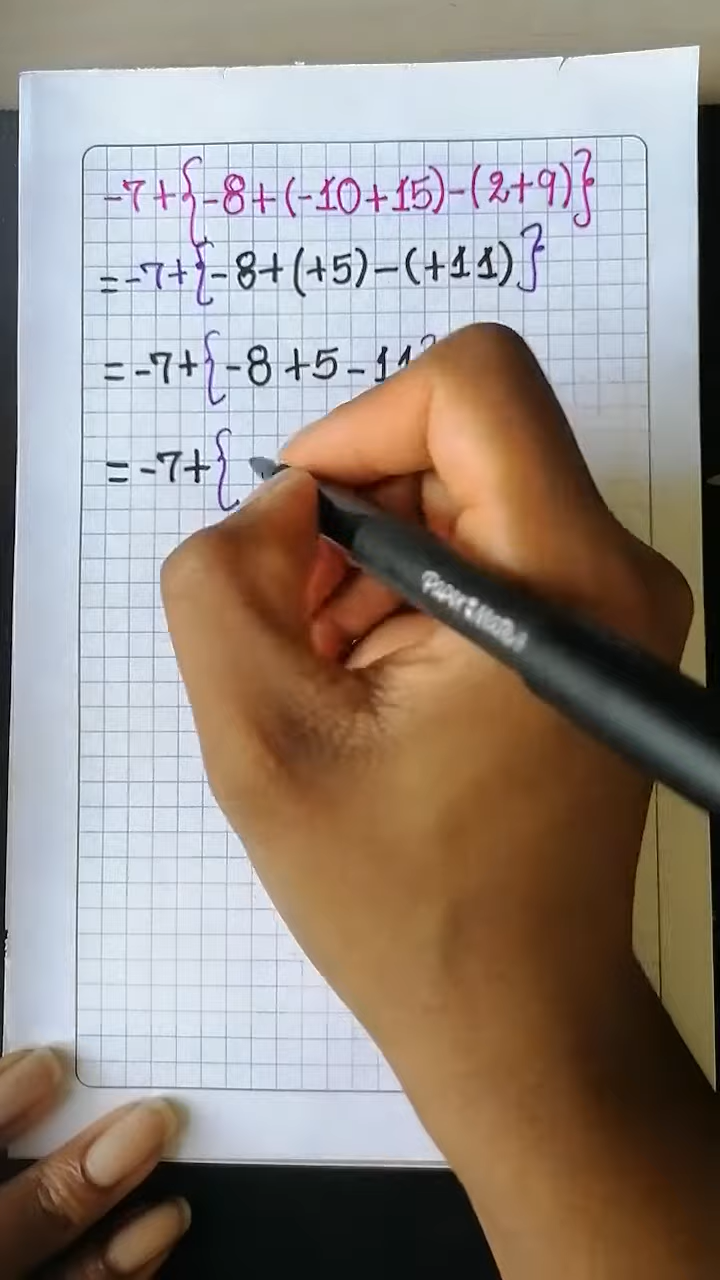 -7+{-8+(-10+15)-(2+9)}
=-7+{-8+(+5)-(+11)}
=-7+{-8+5-11}
=-7+{
PaperMate